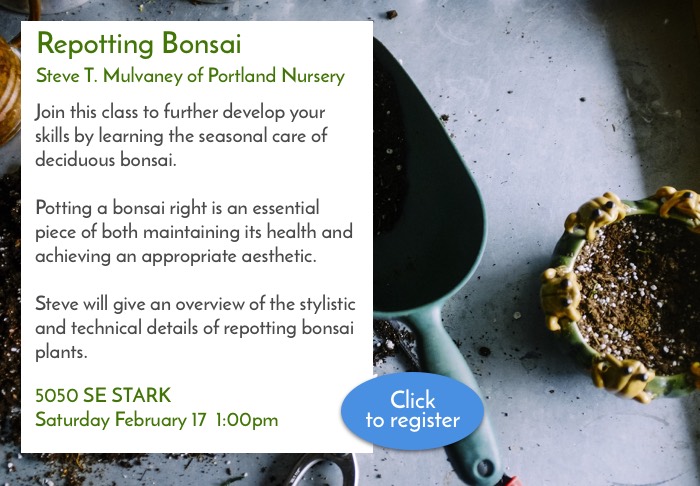 Repotting Bonsai
Steve T. Mulvaney of Portland Nursery
Join this class to further develop your
skills by learning the seasonal care of
deciduous bonsai.
Potting a bonsai right is an essential
piece of both maintaining its health and
achieving an appropriate aesthetic.
Steve will give an overview of the stylistic
and technical details of repotting bonsai
plants.
5050 SE STARK
Saturday February 17 1:00pm
Click
to register